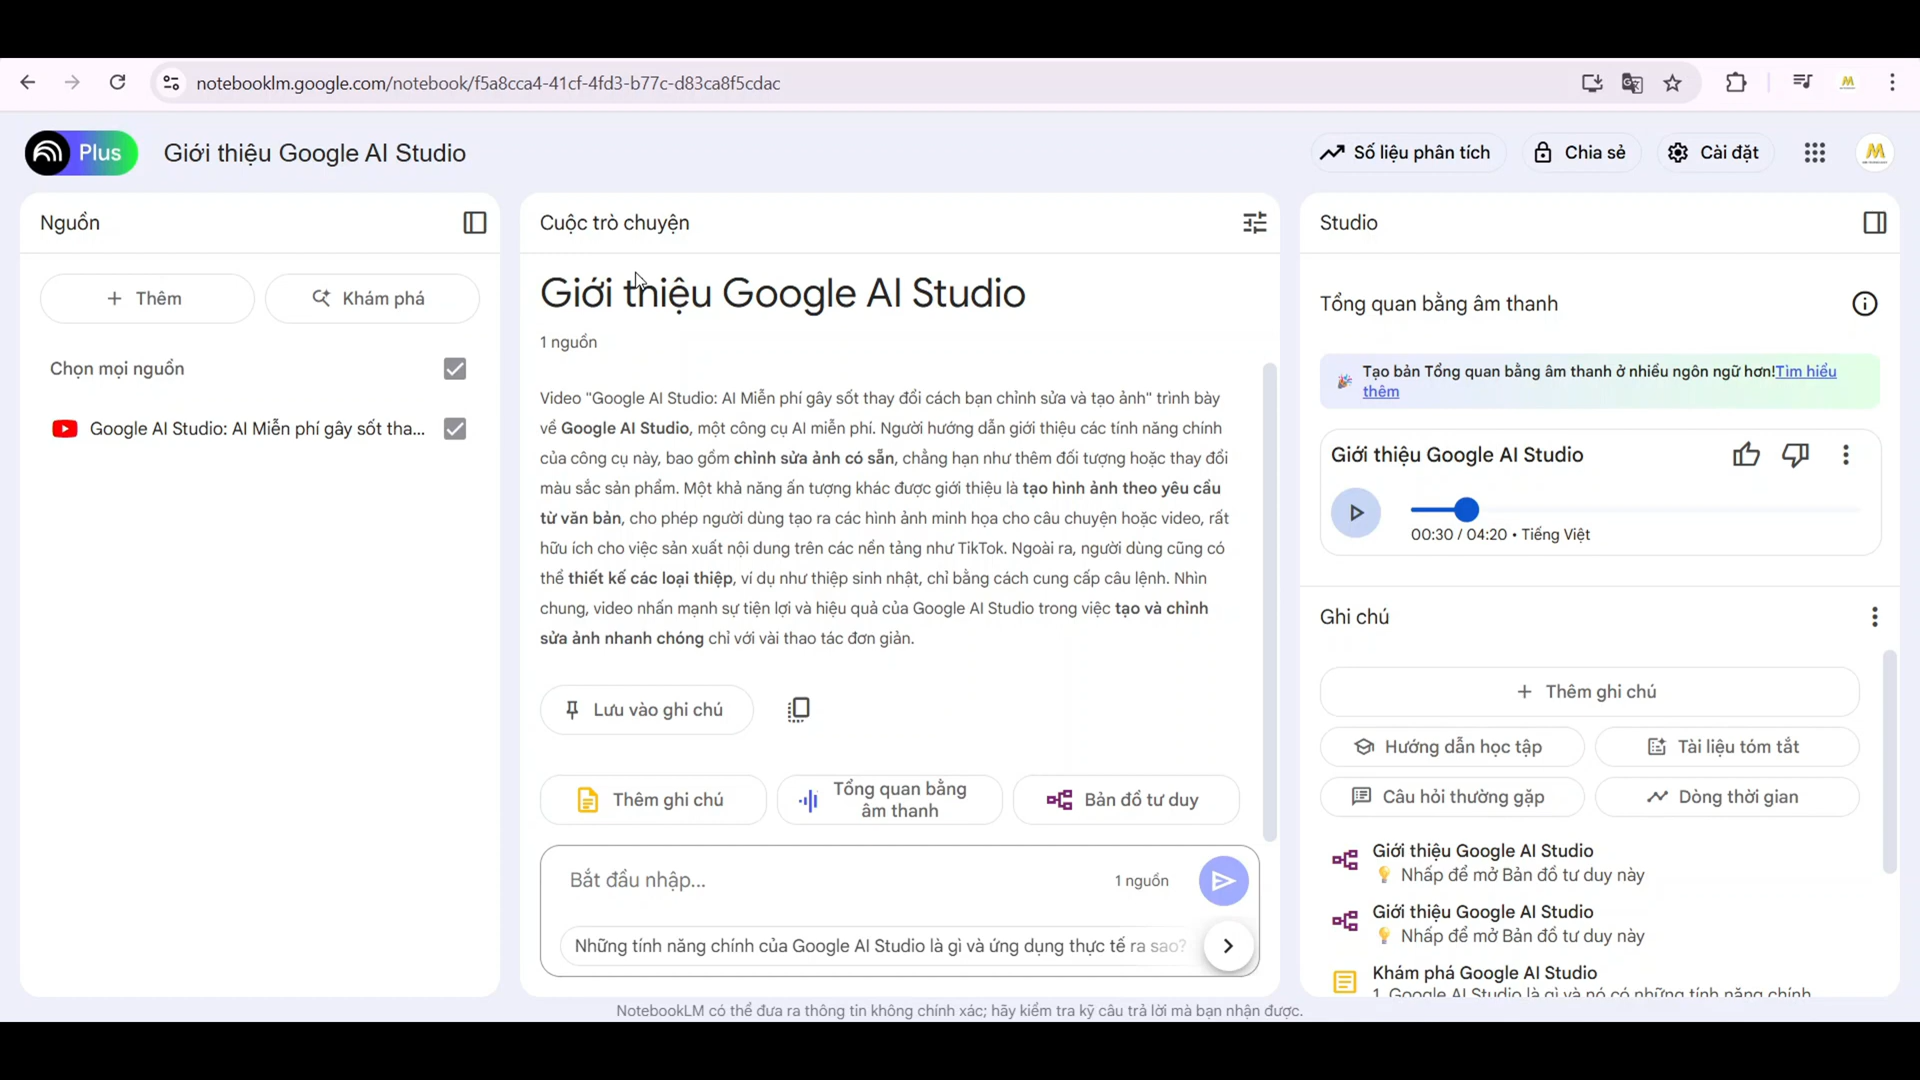 notebooklm.google.com/notebook/f5a8cca4-41cf-4fd3-b77c-d83ca8f5cdac
Plus
Giới thiệu Google AI Studio
Số liệu phân tích
Chia sẻ
Cài đặt
Nguồn
+ Thêm
Khám phá
Chọn mọi nguồn
Google AI Studio: AI Miễn phí gây sốt tha...
Cuộc trò chuyện
Giới thiệu Google AI Studio
1 nguồn
Video "Google AI Studio: AI Miễn phí gây sốt thay đổi cách bạn chỉnh sửa và tạo ảnh" trình bày
về Google AI Studio, một công cụ AI miễn phí. Người hướng dẫn giới thiệu các tính năng chính
của công cụ này, bao gồm chỉnh sửa ảnh có sẵn, chẳng hạn như thêm đối tượng hoặc thay đổi
màu sắc sản phẩm. Một khả năng ấn tượng khác được giới thiệu là tạo hình ảnh theo yêu cầu
từ văn bản, cho phép người dùng tạo ra các hình ảnh minh họa cho câu chuyện hoặc video, rất
hữu ích cho việc sản xuất nội dung trên các nền tảng như TikTok. Ngoài ra, người dùng cũng có
thể thiết kế các loại thiệp, ví dụ như thiệp sinh nhật, chỉ bằng cách cung cấp câu lệnh. Nhìn
chung, video nhấn mạnh sự tiện lợi và hiệu quả của Google AI Studio trong việc tạo và chỉnh
sửa ảnh nhanh chóng chỉ với vài thao tác đơn giản.
Lưu vào ghi chú
Thêm ghi chú
Tổng quan bằng
âm thanh
Bản đồ tư duy
Bắt đầu nhập...
1 nguồn
Những tính năng chính của Google AI Studio là gì và ứng dụng thực tế ra sao?
NotebookLM có thể đưa ra thông tin không chính xác; hãy kiểm tra kỹ câu trả lời mà bạn nhận được.
Studio
Tổng quan bằng âm thanh
Tạo bản Tổng quan bằng âm thanh ở nhiều ngôn ngữ hơn!Tìm hiểu
thêm
Giới thiệu Google AI Studio
00:30 / 04:20 • Tiếng Việt
Ghi chú
+ Thêm ghi chú
Hướng dẫn học tập
Tài liệu tóm tắt
Câu hỏi thường gặp
Dòng thời gian
Giới thiệu Google AI Studio
Nhấp để mở Bản đồ tư duy này
Giới thiệu Google AI Studio
Nhấp để mở Bản đồ tư duy này
Khám phá Google AI Studio
1. Google AI Studio là gì và nó có những tính năng chính